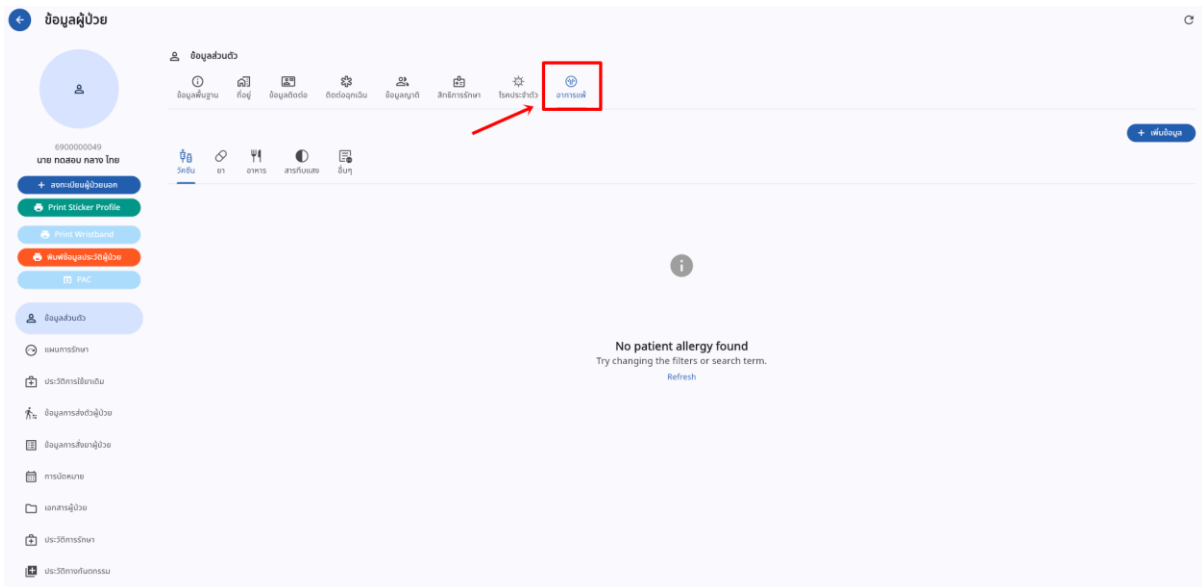 ข้อมูลผู้ป่วย
ข้อมูลส่วนตัว
ข้อมูลพื้นฐาน ที่อยู่ ข้อมูลติดต่อ ติดต่อฉุกเฉิน ข้อมูลญาติ สิทธิการรักษา โรคประจำตัว อาการแพ้
+ เพิ่มข้อมูล
6900000049
นาย ทดสอบ กลาง ไทย
+ ลงทะเบียนผู้ป่วยนอก
Print Sticker Profile
Print Wristband
พิมพ์ข้อมูลประวัติผู้ป่วย
PAC
วัคซีน ยา อาหาร สารทึบแสง อื่นๆ
No patient allergy found
Try changing the filters or search term.
Refresh
ข้อมูลส่วนตัว
แผนการรักษา
ประวัติการใช้ยาเดิม
ข้อมูลการส่งตัวผู้ป่วย
ข้อมูลการสั่งยาผู้ป่วย
การนัดหมาย
เอกสารผู้ป่วย
ประวัติการรักษา
ประวัติทางทันตกรรม